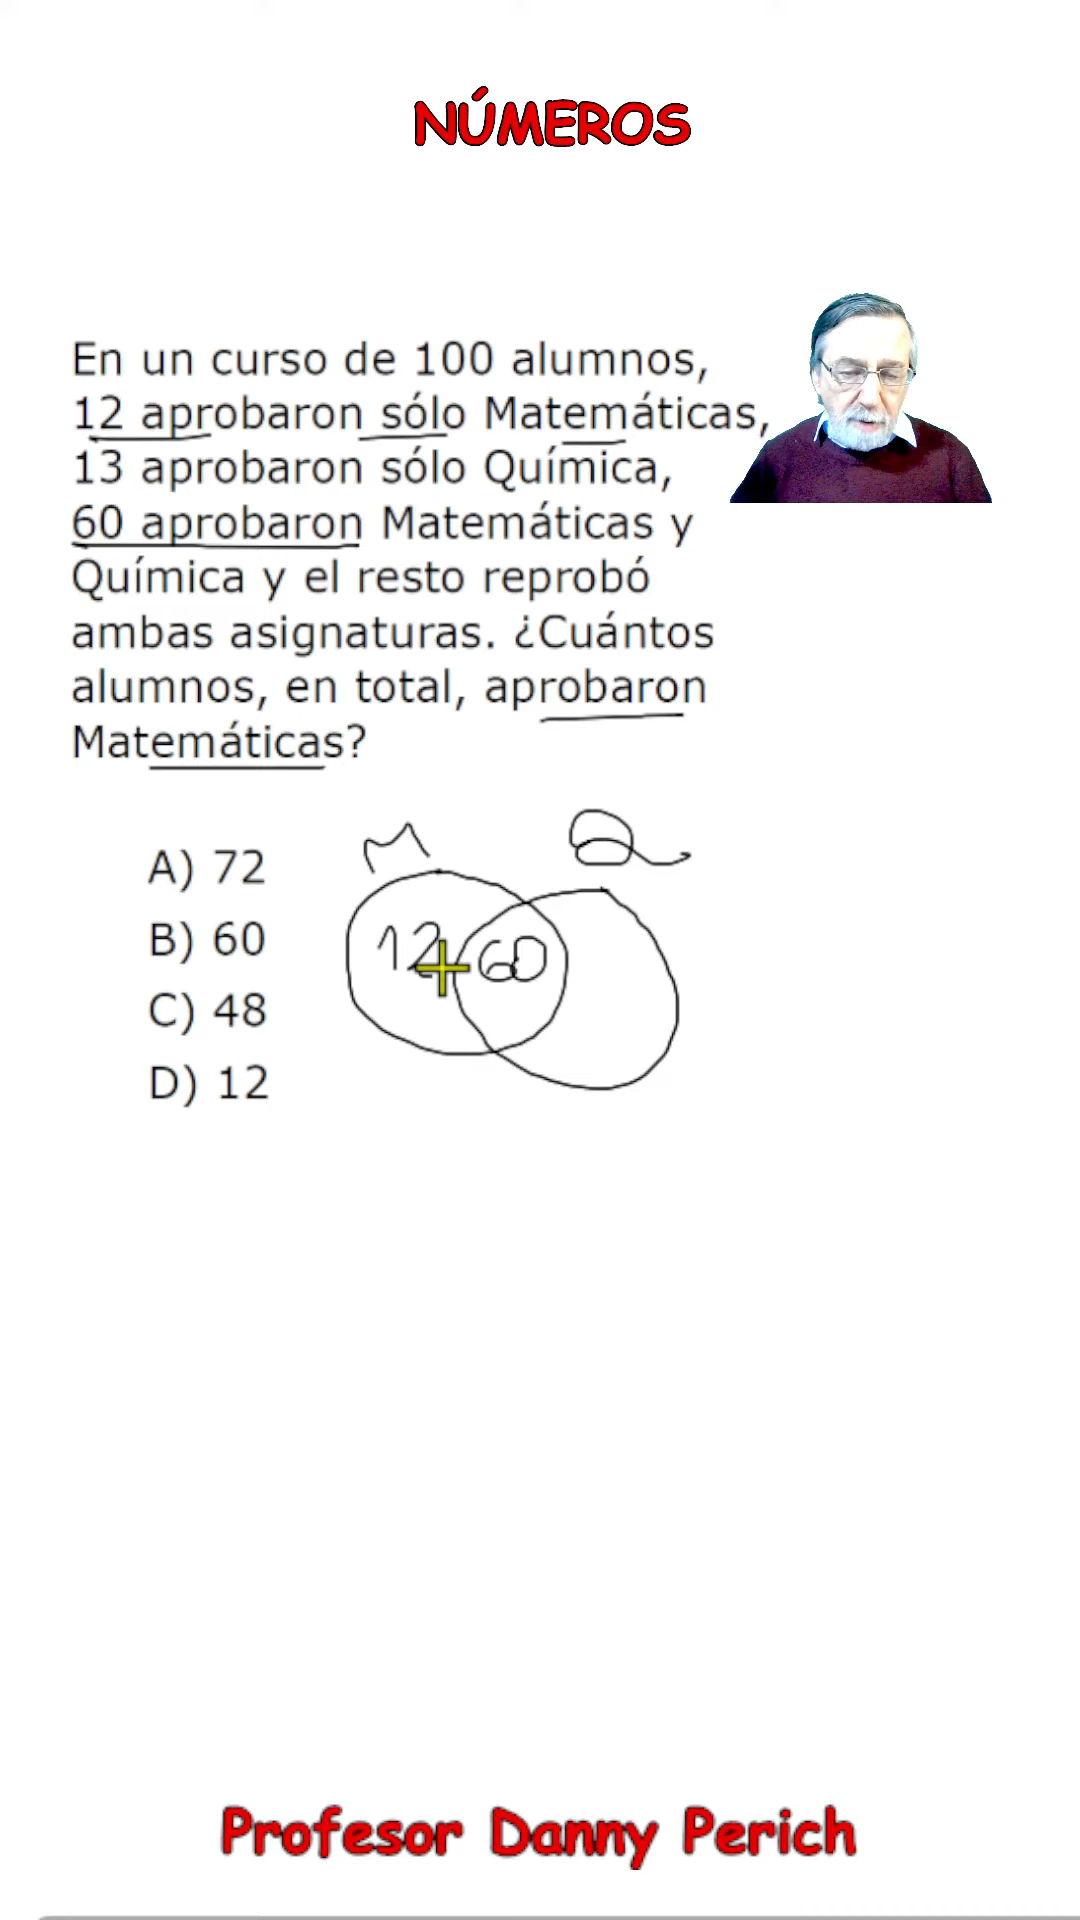 NÚMEROS
En un curso de 100 alumnos,
12 aprobaron sólo Matemáticas,
13 aprobaron sólo Química,
60 aprobaron Matemáticas y
Química y el resto reprobó
ambas asignaturas. ¿Cuántos
alumnos, en total, aprobaron
Matemáticas?
M Q
A) 72
B) 60
12 60
C) 48
D) 12
Profesor Danny Perich